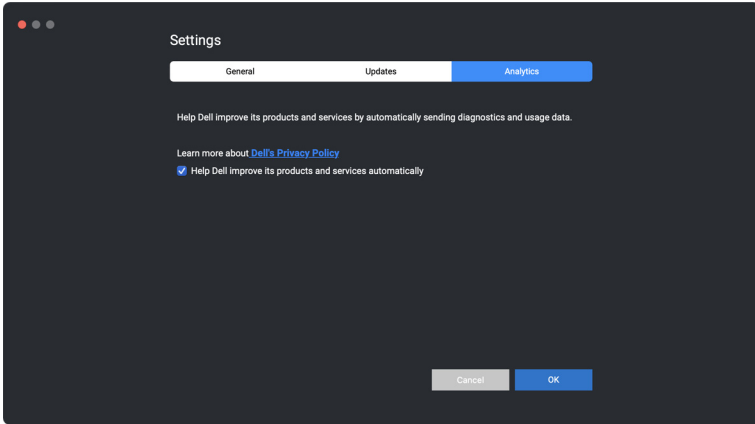 Settings
General Updates Analytics
Help Dell improve its products and services by automatically sending diagnostics and usage data.
Learn more about Dell's Privacy Policy
Help Dell improve its products and services automatically
Cancel OK